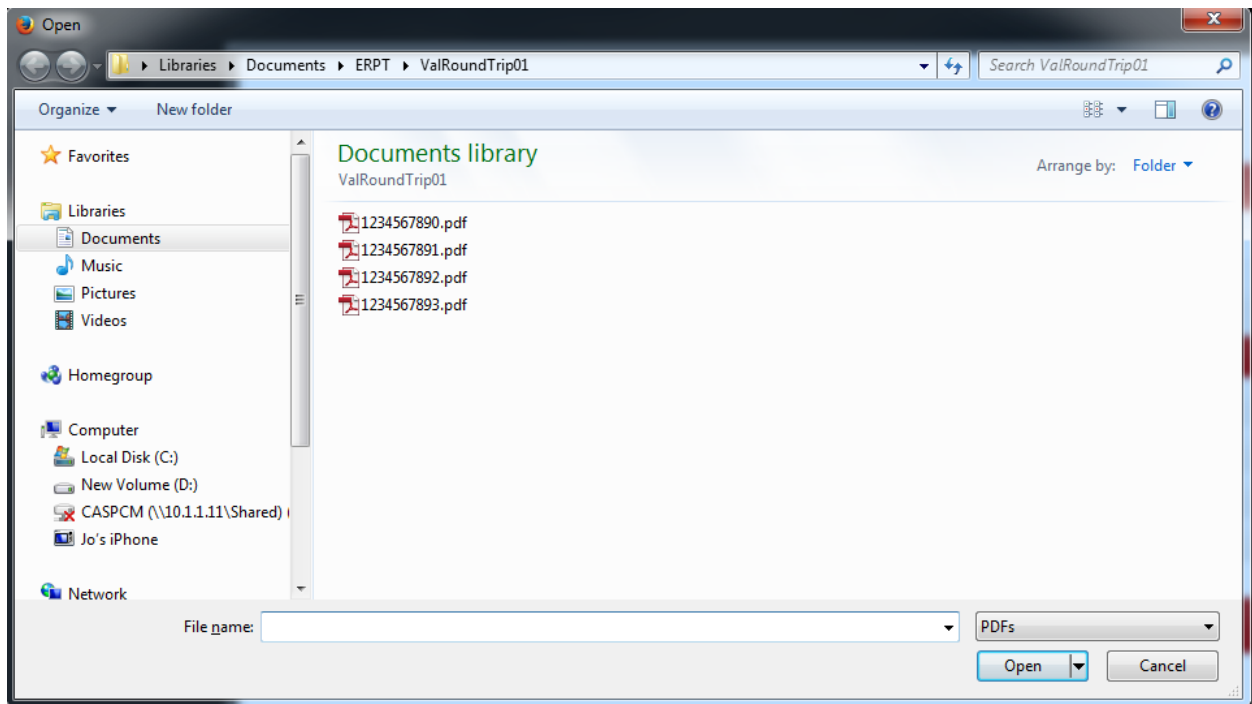 Open
Libraries Documents ERPT ValRoundTrip01
Search ValRoundTrip01
Organize New folder
Favorites
Libraries
Documents
Music
Pictures
Videos
Homegroup
Computer
Local Disk (C:)
New Volume (D:)
CASPCM (\\10.1.1.11\Shared) (
Jo's iPhone
Network
Documents library
ValRoundTrip01
Arrange by: Folder
1234567890.pdf
1234567891.pdf
1234567892.pdf
1234567893.pdf
File name:
PDFs
Open
Cancel